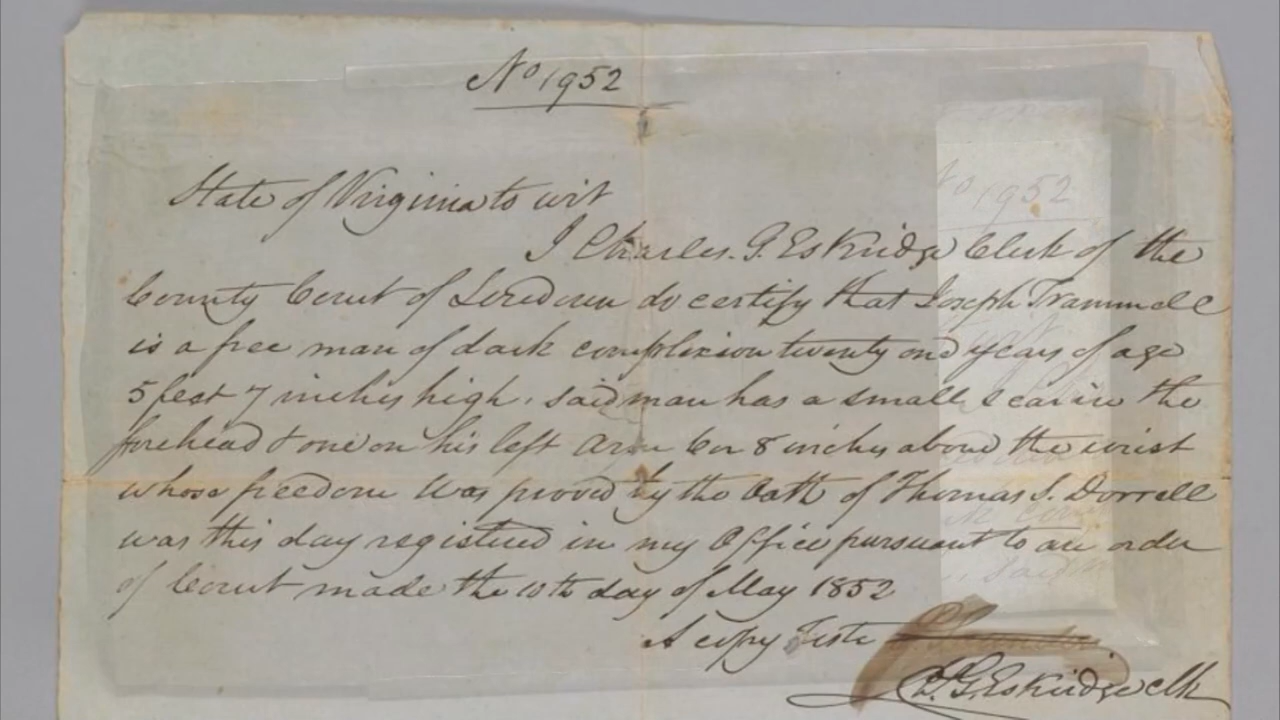 No 1952
State of Virginia to wit
I Charles. G. Eskridge Clerk of the
County Court of Loudoun do certify that Joseph Trammell
is a free man of dark complexion twenty one years of age
5 feet 7 inches high, said man has a small scar in the
forehead & one on his left arm 6 or 8 inches above the wrist
whose freedom was proved by the Oath of Thomas S. Dorrell
was this day registered in my Office pursuant to an order
of Court made the 10th day of May 1852
A copy Teste
C. G. Eskridge clk